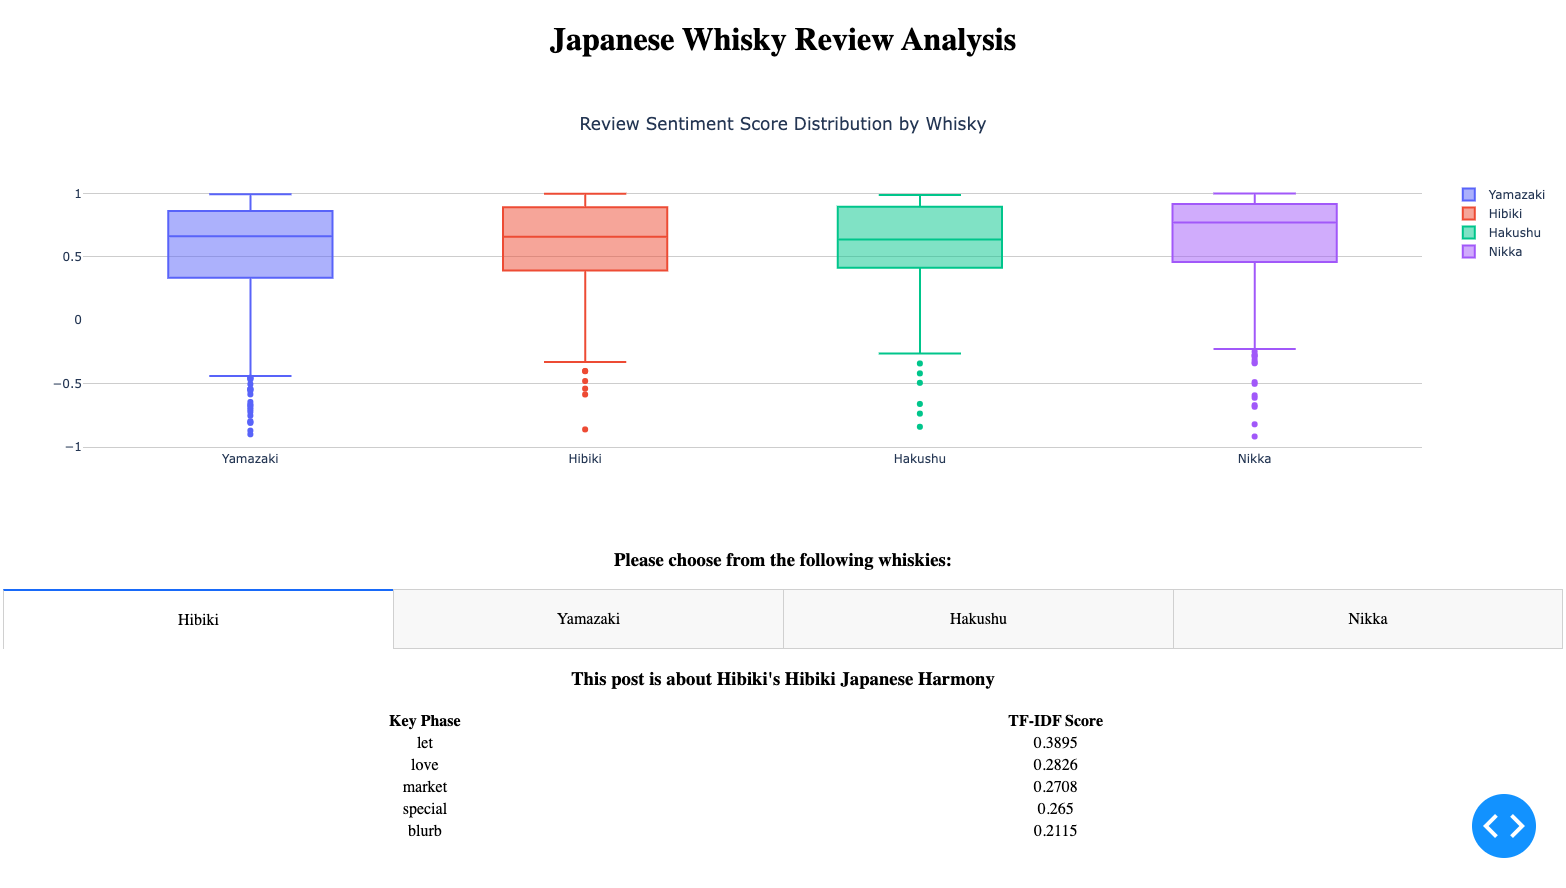 Japanese Whisky Review Analysis
Review Sentiment Score Distribution by Whisky
1
0.5
0
−0.5
−1
Yamazaki
Hibiki
Hakushu
Nikka
Yamazaki
Hibiki
Hakushu
Nikka
Please choose from the following whiskies:
Hibiki
Yamazaki
Hakushu
Nikka
This post is about Hibiki's Hibiki Japanese Harmony
Key Phase TF-IDF Score
let 0.3895
love 0.2826
market 0.2708
special 0.265
blurb 0.2115